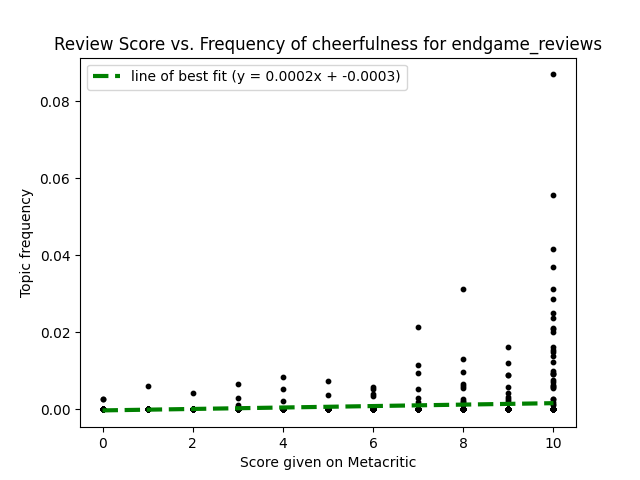 Review Score vs. Frequency of cheerfulness for endgame_reviews
line of best fit (y = 0.0002x + -0.0003)
0.08
0.06
0.04
0.02
0.00
Topic frequency
0 2 4 6 8 10
Score given on Metacritic